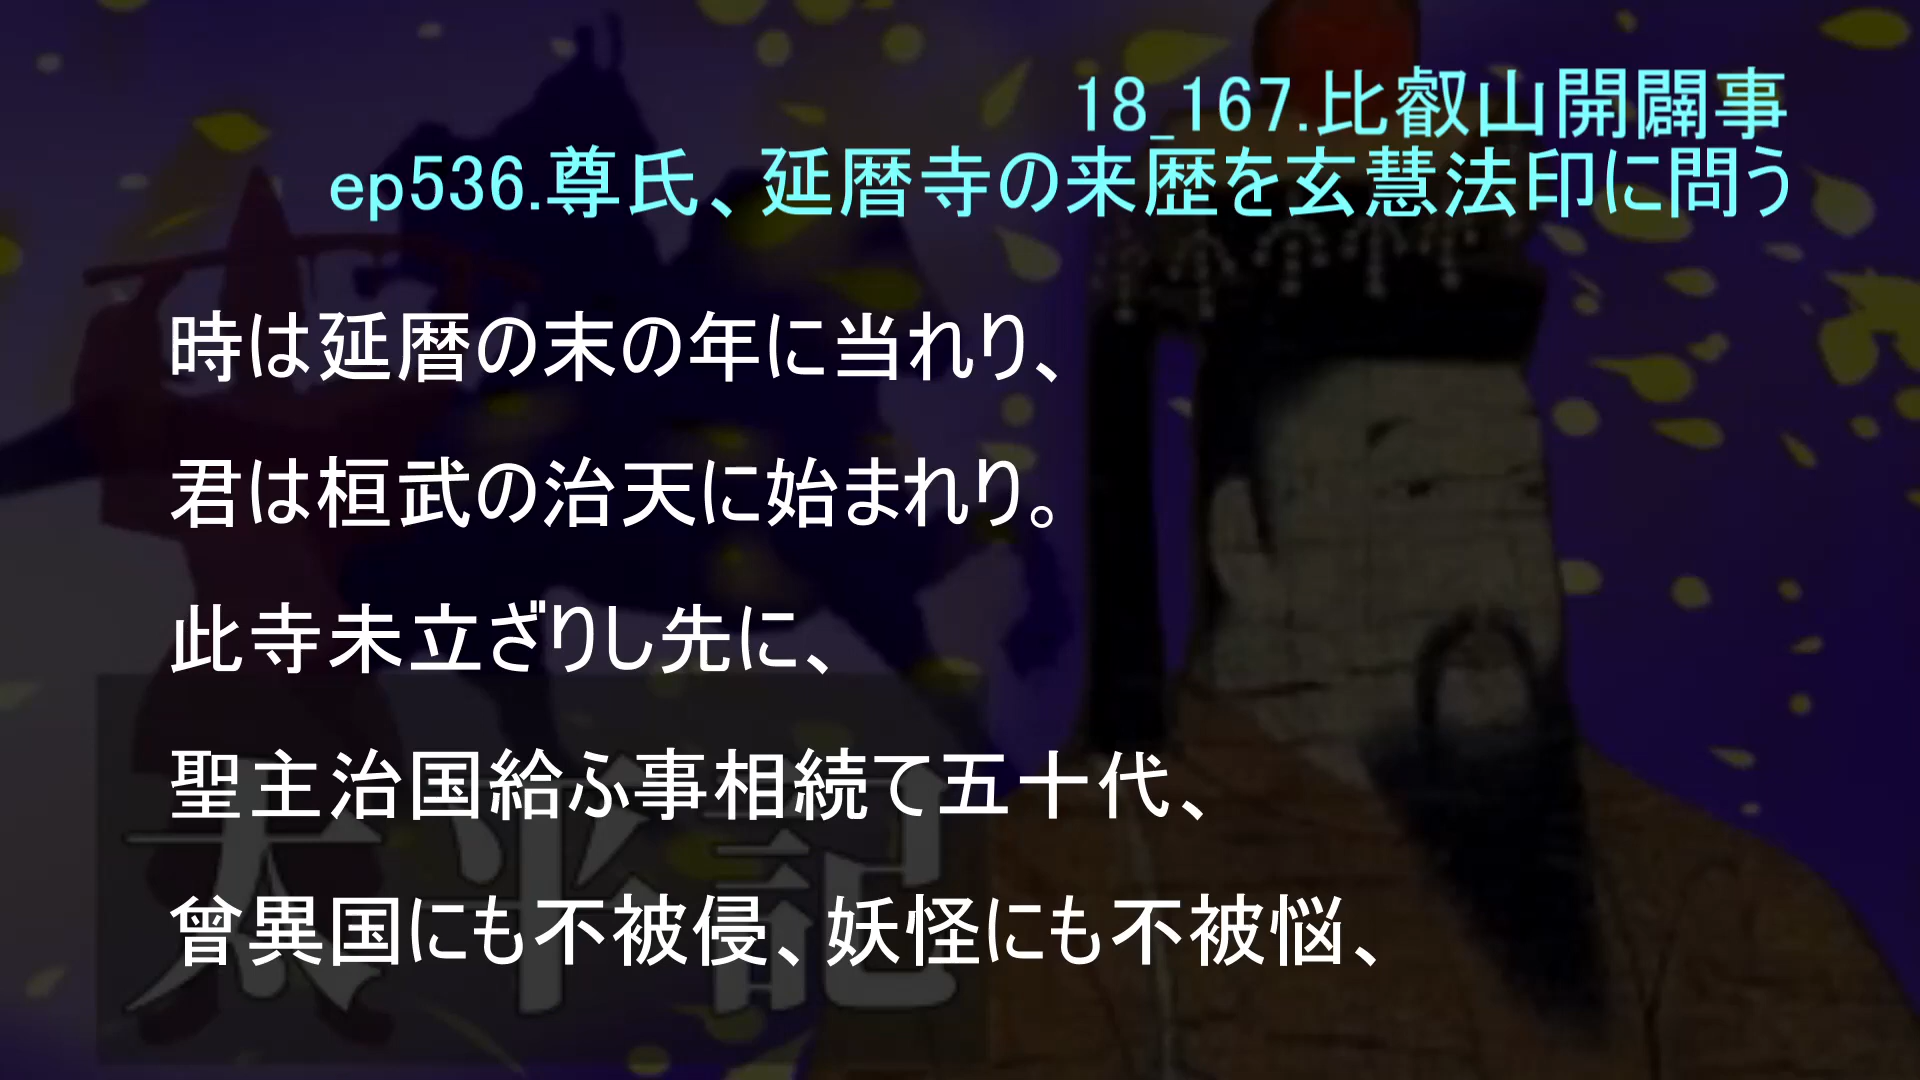 18_167.比叡山開闢事
ep536.尊氏、延暦寺の来歴を玄慧法印に問う
時は延暦の末の年に当れり、
君は桓武の治天に始まれり。
此寺未立ざりし先に、
聖主治国給ふ事相続て五十代、
曾異国にも不被侵、妖怪にも不被悩、
太平記